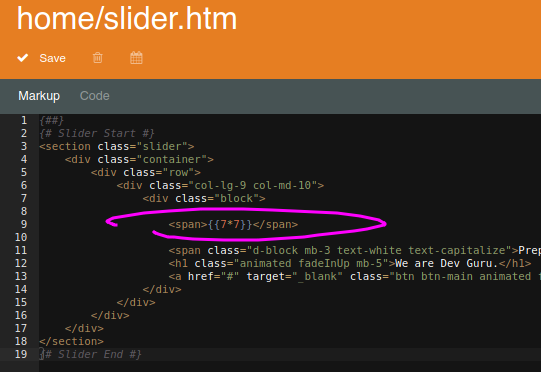 home/slider.htm
Save
Markup Code
1 {##}
2 {# Slider Start #}
3 <section class="slider">
4 <div class="container">
5 <div class="row">
6 <div class="col-lg-9 col-md-10">
7 <div class="block">
8
9 <span>{{7*7}}</span>
10
11 <span class="d-block mb-3 text-white text-capitalize">Prep
12 <h1 class="animated fadeInUp mb-5">We are Dev Guru.</h1>
13 <a href="#" target="_blank" class="btn btn-main animated f
14 </div>
15 </div>
16 </div>
17 </div>
18 </section>
19 {# Slider End #}